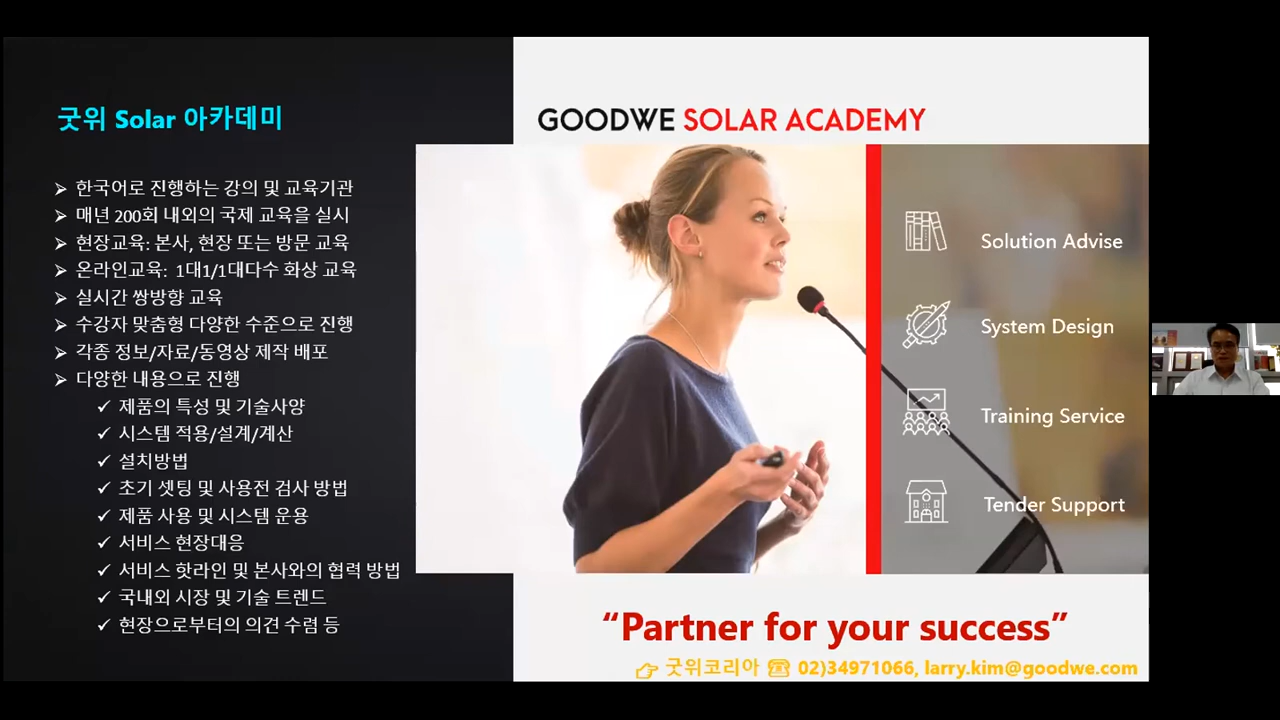 굿위 Solar 아카데미
➢ 한국어로 진행하는 강의 및 교육기관
➢ 매년 200회 내외의 국제 교육을 실시
➢ 현장교육: 본사, 현장 또는 방문 교육
➢ 온라인교육: 1대1/1대다수 화상 교육
➢ 실시간 쌍방향 교육
➢ 수강자 맞춤형 다양한 수준으로 진행
➢ 각종 정보/자료/동영상 제작 배포
➢ 다양한 내용으로 진행
✓ 제품의 특성 및 기술사양
✓ 시스템 적용/설계/계산
✓ 설치방법
✓ 초기 셋팅 및 사용전 검사 방법
✓ 제품 사용 및 시스템 운용
✓ 서비스 현장대응
✓ 서비스 핫라인 및 본사와의 협력 방법
✓ 국내외 시장 및 기술 트렌드
✓ 현장으로부터의 의견 수렴 등
GOODWE SOLAR ACADEMY
Solution Advise
System Design
Training Service
Tender Support
“Partner for your success”
👉 굿위코리아 ☎ 02)34971066, larry.kim@goodwe.com